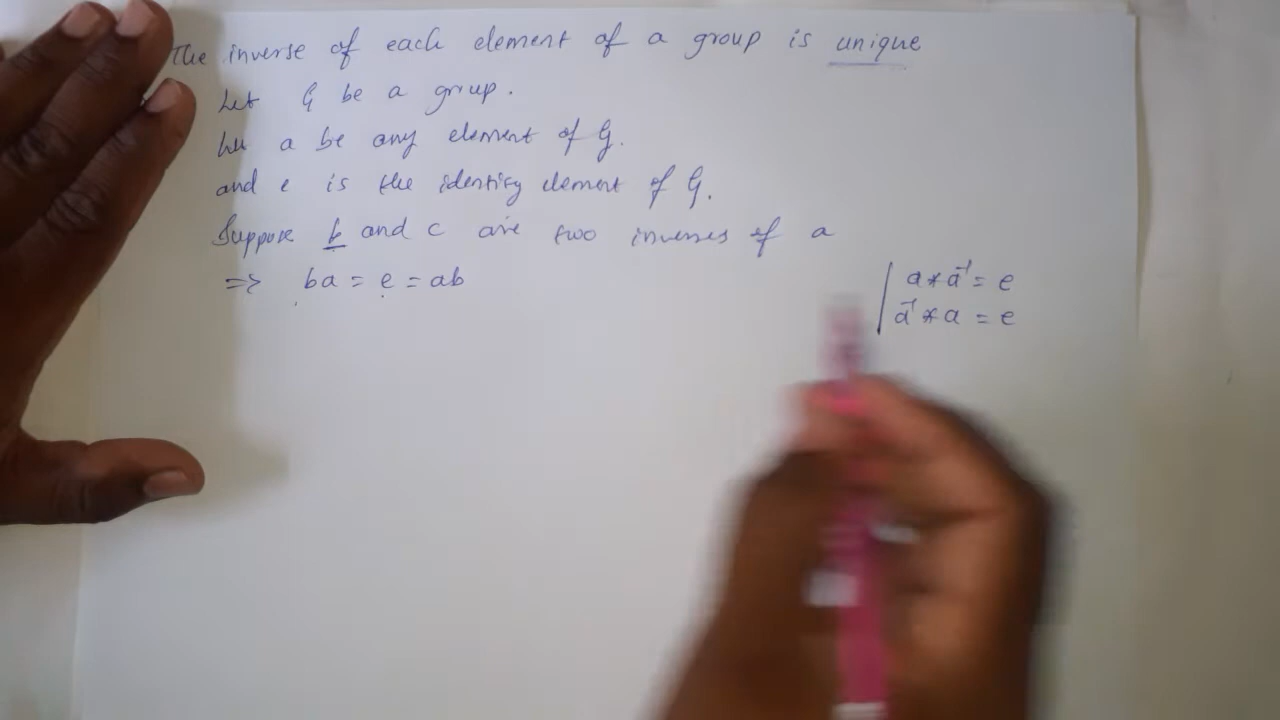 The inverse of each element of a group is unique
Let G be a group.
Let a be any element of G.
and e is the identity element of G.
Suppose b and c are two inverses of a
=> ba = e = ab
a * a⁻¹ = e
a⁻¹ * a = e